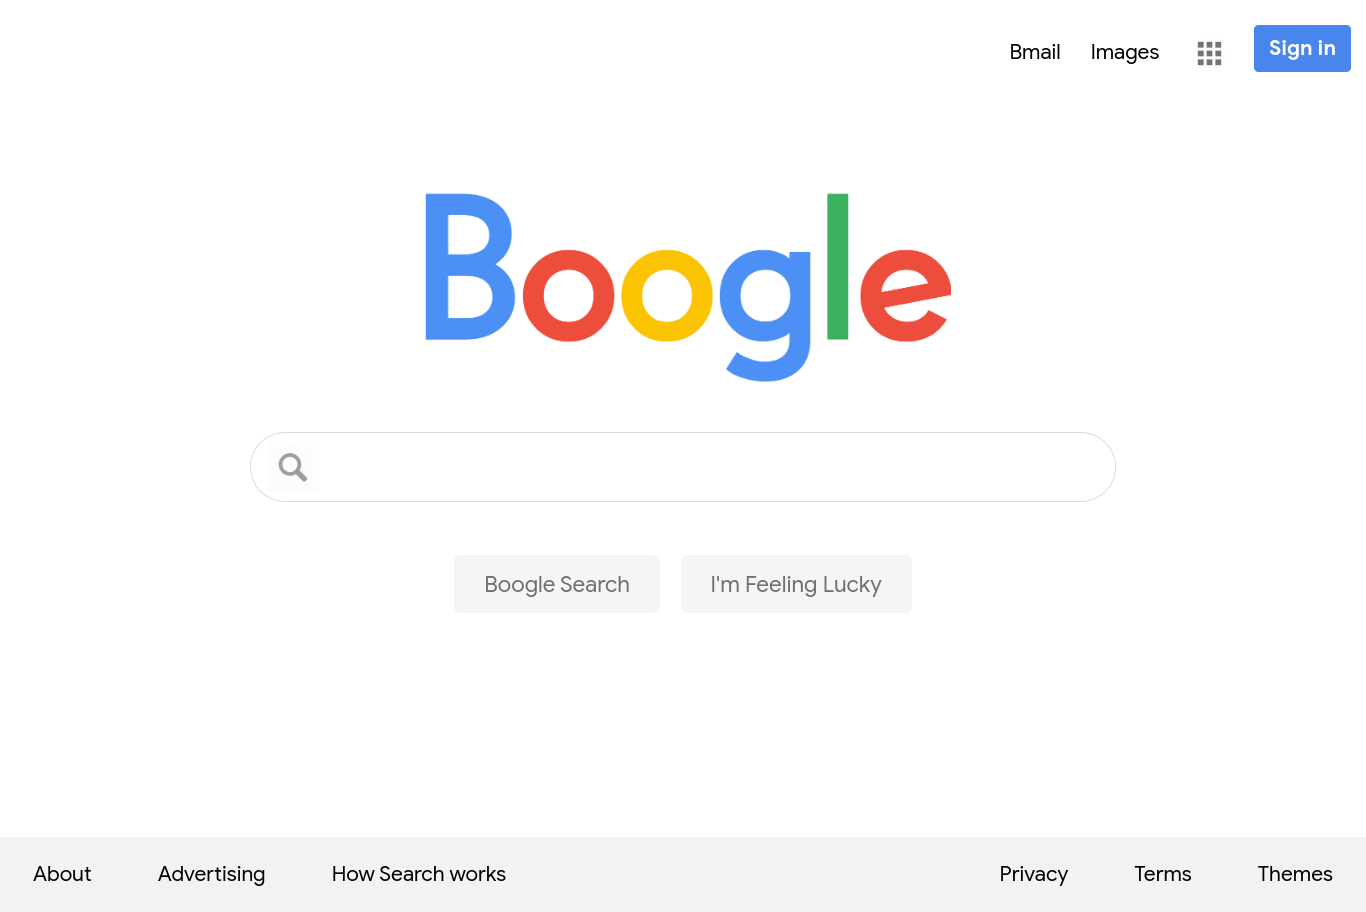 Bmail Images Sign in
Boogle
Boogle Search I'm Feeling Lucky
About Advertising How Search works Privacy Terms Themes